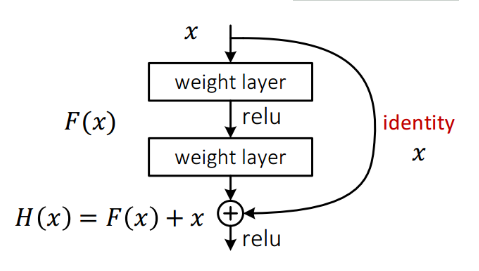 x
weight layer
relu
F(x)
identity
x
weight layer
H(x) = F(x) + x
+
relu